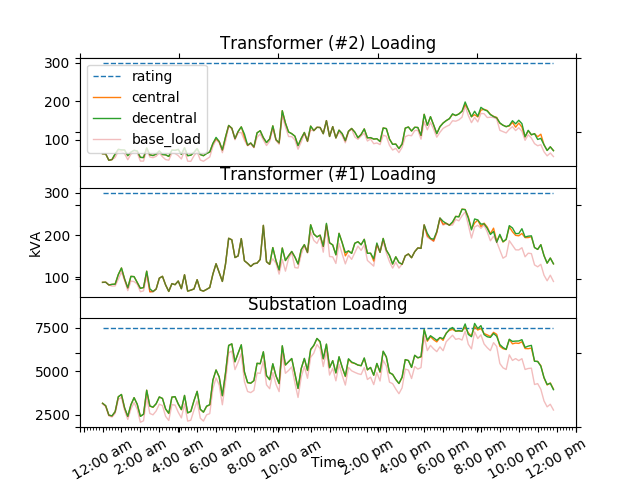 Transformer (#2) Loading
300
200
100
rating
central
decentral
base_load
Transformer (#1) Loading
300
200
100
kVA
Substation Loading
7500
5000
2500
12:00 am
2:00 am
4:00 am
6:00 am
8:00 am
10:00 am
2:00 pm
4:00 pm
6:00 pm
8:00 pm
10:00 pm
12:00 pm
Time